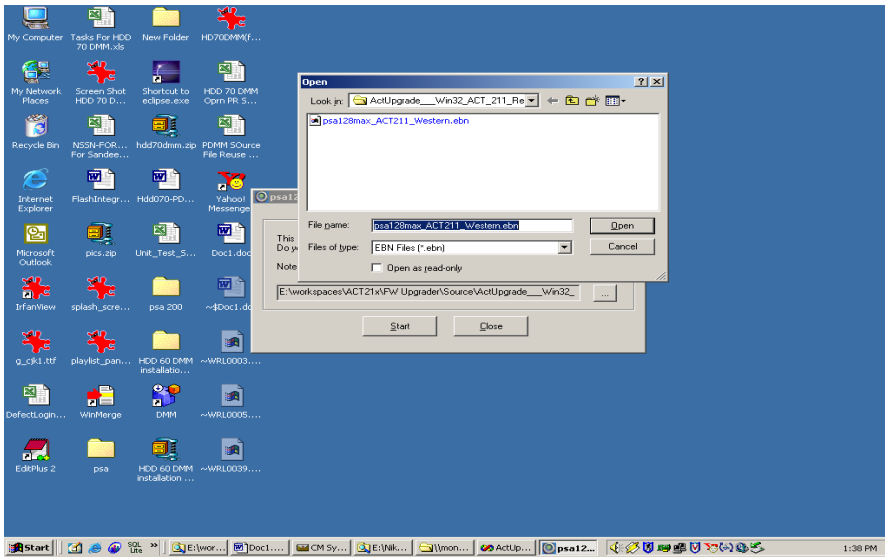 My Computer
Tasks For HDD
70 DMM.xls
New Folder
HD70DMM(f...
My Network
Places
Screen Shot
HDD 70 D...
Shortcut to
eclipse.exe
HDD 70 DMM
Oprn PR S...
Recycle Bin
NSSN-FOR...
For Sandee...
hdd70dmm.zip
PDMM SOurce
File Reuse ...
Internet
Explorer
FlashIntegr...
Hdd070-PD...
Yahoo!
Messenge
Microsoft
Outlook
pics.zip
Unit_Test_S...
Doc1.doc
IrfanView
splash_scre...
psa 200
~$Doc1.do
g_cjk1.ttf
playlist_pan...
HDD 60 DMM
installatio...
~WRL0003....
DefectLogin...
WinMerge
DMM
~WRL0005....
EditPlus 2
psa
HDD 60 DMM
installation ...
~WRL0039....
Open
Look in:
ActUpgrade___Win32_ACT_211_Re
psa128max_ACT211_Western.ebn
File name:
psa128max_ACT211_Western.ebn
Open
Files of type:
EBN Files (*.ebn)
Cancel
Open as read-only
psa12
This
Do y
Note
E:\workspaces\ACT21x\FW Upgrader\Source\ActUpgrade___Win32_
...
Start
Close
Start
SQL
Lite
E:\wor...
Doc1....
CM Sy...
E:\Nik...
\\mon...
ActUp...
psa12...
1:38 PM